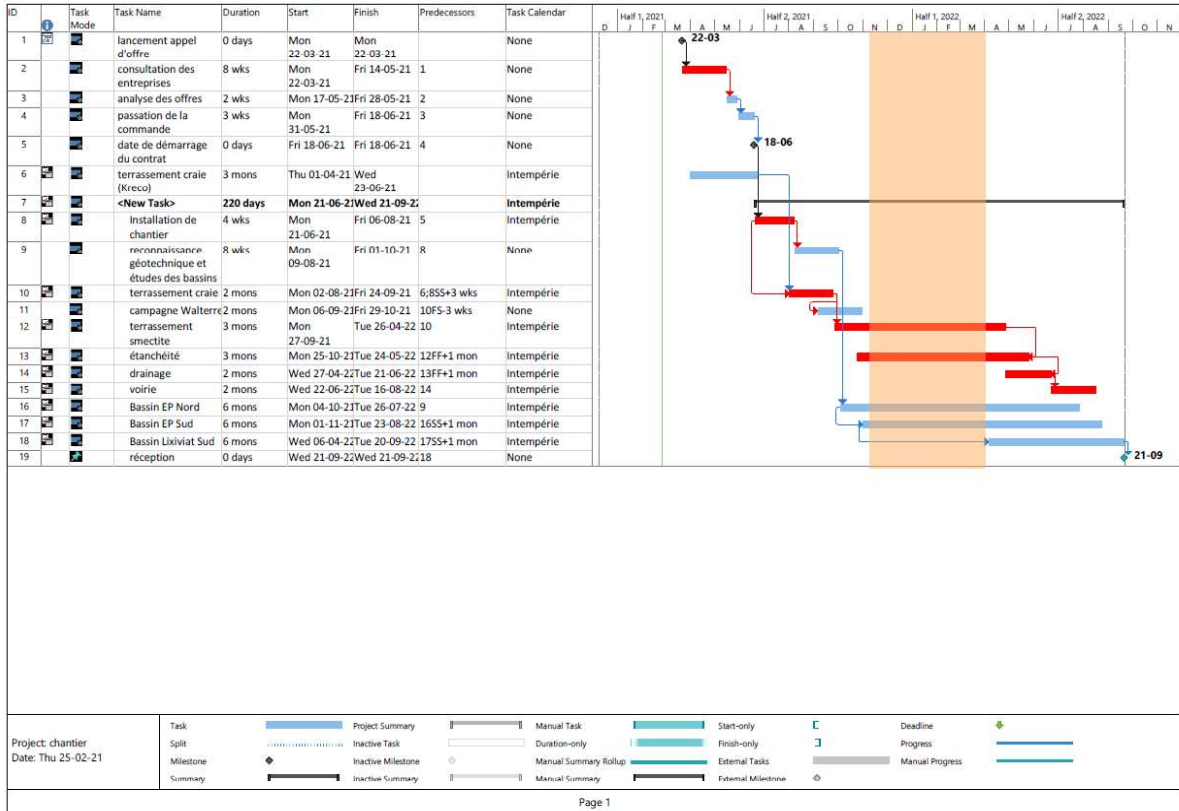 ID Task Mode Task Name Duration Start Finish Predecessors Task Calendar
Half 1, 2021 Half 2, 2021 Half 1, 2022 Half 2, 2022
D J F M A M J J A S O N D J F M A M J J A S O N
1 lancement appel d'offre 0 days Mon 22-03-21 Mon 22-03-21 None
22-03
2 consultation des entreprises 8 wks Mon 22-03-21 Fri 14-05-21 1 None
3 analyse des offres 2 wks Mon 17-05-21 Fri 28-05-21 2 None
4 passation de la commande 3 wks Mon 31-05-21 Fri 18-06-21 3 None
5 date de démarrage du contrat 0 days Fri 18-06-21 Fri 18-06-21 4 None
18-06
6 terrassement craie (Kreco) 3 mons Thu 01-04-21 Wed 23-06-21 Intempérie
7 <New Task> 220 days Mon 21-06-21 Wed 21-09-22 Intempérie
8 Installation de chantier 4 wks Mon 21-06-21 Fri 06-08-21 5 Intempérie
9 reconnaissance géotechnique et études des bassins 8 wks Mon 09-08-21 Fri 01-10-21 8 None
10 terrassement craie 2 mons Mon 02-08-21 Fri 24-09-21 6;8SS+3 wks Intempérie
11 campagne Walterre 2 mons Mon 06-09-21 Fri 29-10-21 10FS-3 wks None
12 terrassement smectite 3 mons Mon 27-09-21 Tue 26-04-22 10 Intempérie
13 étanchéité 3 mons Mon 25-10-21 Tue 24-05-22 12FF+1 mon Intempérie
14 drainage 2 mons Wed 27-04-22 Tue 21-06-22 13FF+1 mon Intempérie
15 voirie 2 mons Wed 22-06-22 Tue 16-08-22 14 Intempérie
16 Bassin EP Nord 6 mons Mon 04-10-21 Tue 26-07-22 9 Intempérie
17 Bassin EP Sud 6 mons Mon 01-11-21 Tue 23-08-22 16SS+1 mon Intempérie
18 Bassin Lixiviat Sud 6 mons Wed 06-04-22 Tue 20-09-22 17SS+1 mon Intempérie
19 réception 0 days Wed 21-09-22 Wed 21-09-22 18 None
21-09
Project: chantier
Date: Thu 25-02-21
Task Project Summary Manual Task Start-only Deadline
Split Inactive Task Duration-only Finish-only Progress
Milestone Inactive Milestone Manual Summary Rollup External Tasks Manual Progress
Summary Inactive Summary Manual Summary External Milestone
Page 1